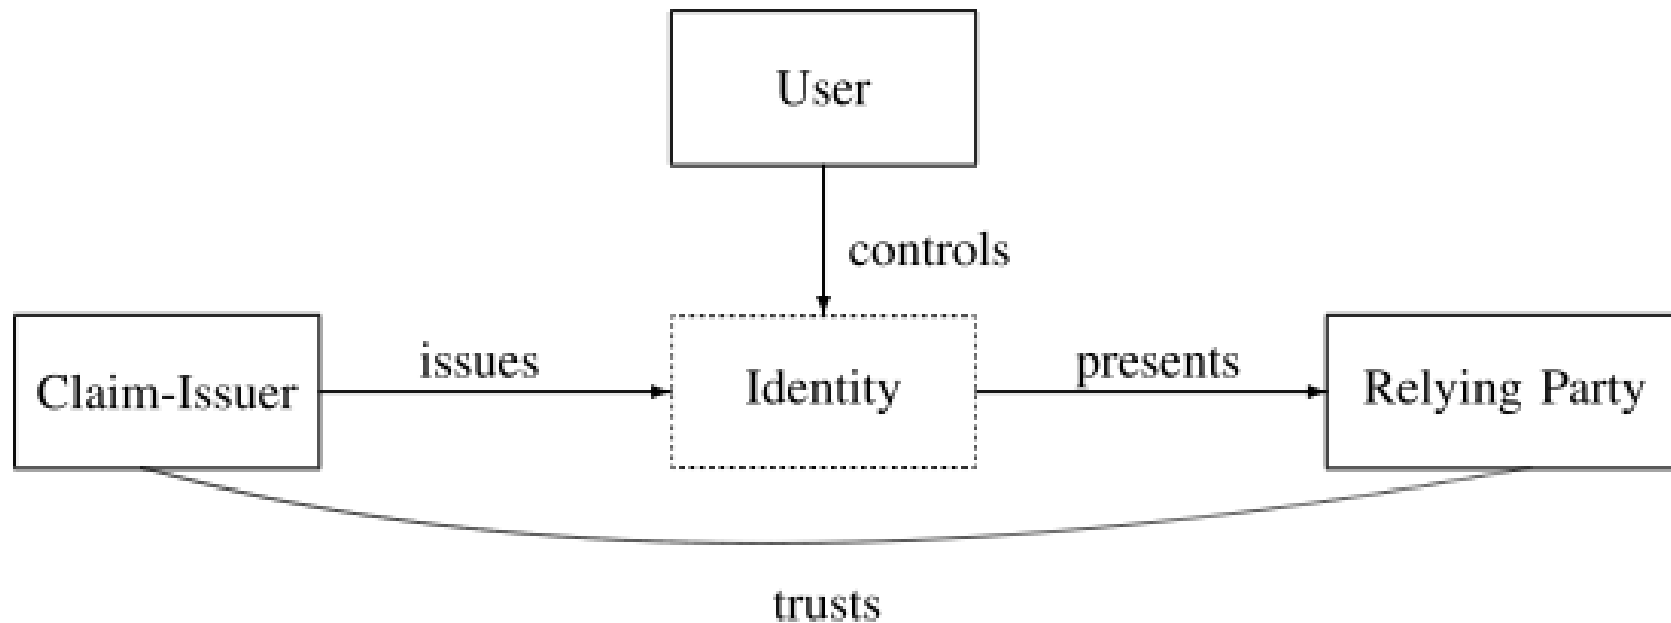 User
controls
issues
presents
Claim-Issuer
Identity
Relying Party
trusts